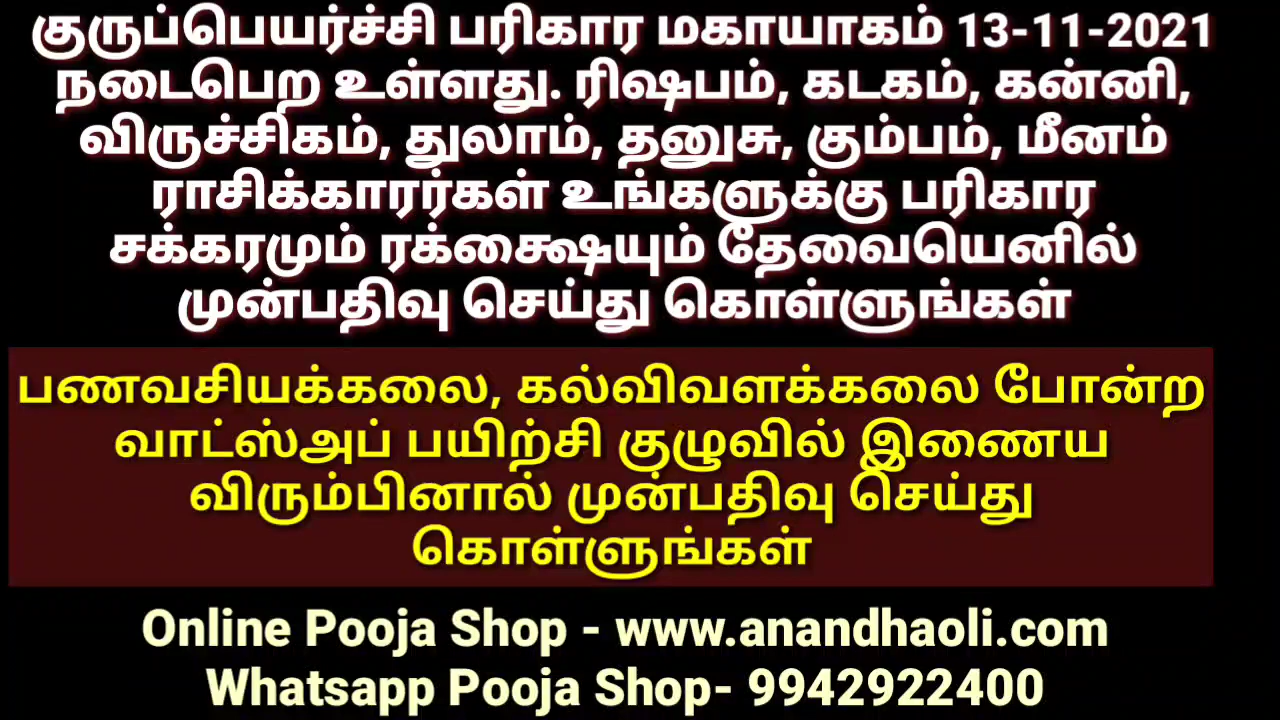 குருப்பெயர்ச்சி பரிகார மகாயாகம் 13-11-2021
நடைபெற உள்ளது. ரிஷபம், கடகம், கன்னி,
விருச்சிகம், துலாம், தனுசு, கும்பம், மீனம்
ராசிக்காரர்கள் உங்களுக்கு பரிகார
சக்கரமும் ரக்க்ஷையும் தேவையெனில்
முன்பதிவு செய்து கொள்ளுங்கள்
பணவசியக்கலை, கல்விவளக்கலை போன்ற
வாட்ஸ்அப் பயிற்சி குழுவில் இணைய
விரும்பினால் முன்பதிவு செய்து
கொள்ளுங்கள்
Online Pooja Shop - www.anandhaoli.com
Whatsapp Pooja Shop- 9942922400